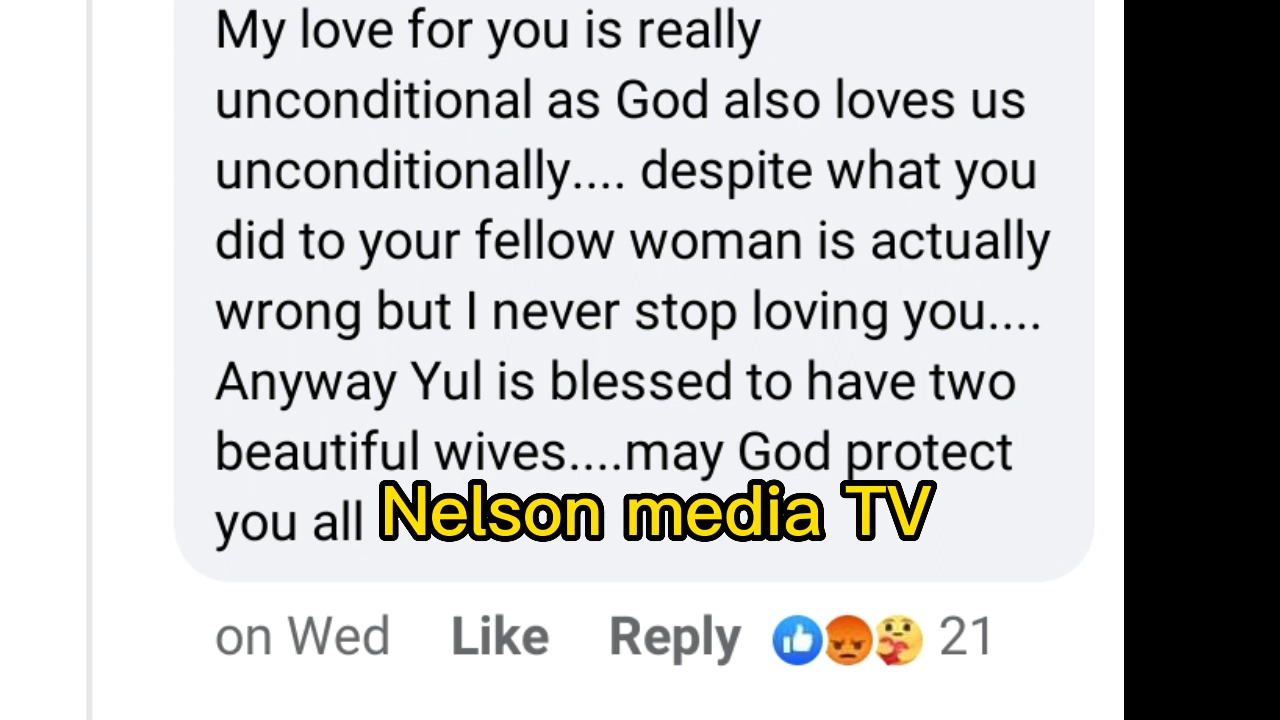 My love for you is really
unconditional as God also loves us
unconditionally.... despite what you
did to your fellow woman is actually
wrong but I never stop loving you....
Anyway Yul is blessed to have two
beautiful wives....may God protect
you all Nelson media TV
on Wed Like Reply 21